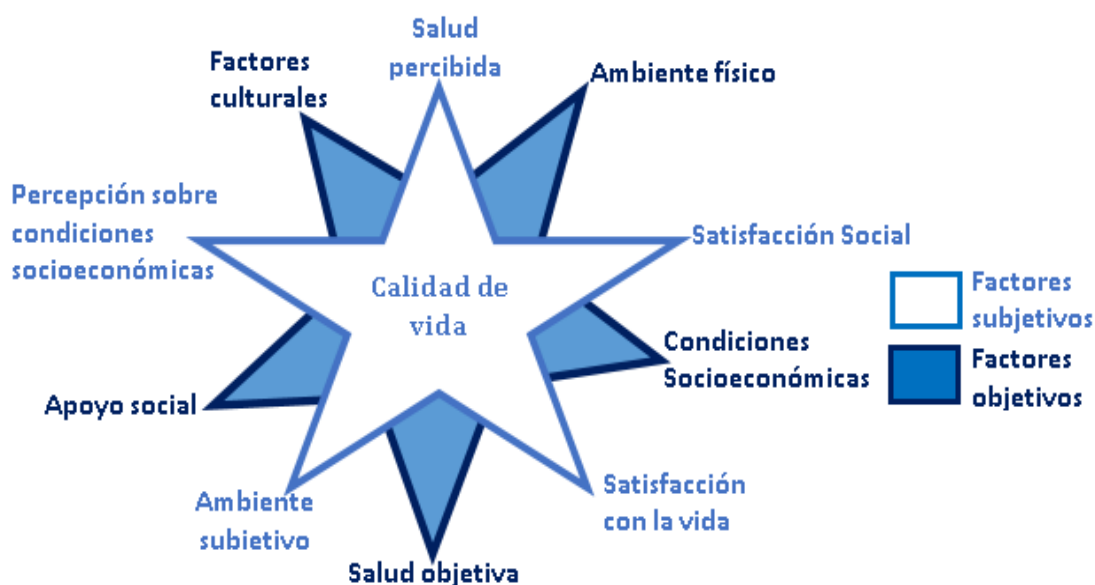 Salud
percibida
Factores
culturales
Ambiente físico
Percepción sobre
condiciones
socioeconómicas
Satisfacción Social
Calidad de
vida
Factores
subjetivos
Condiciones
Socioeconómicas
Factores
objetivos
Apoyo social
Ambiente
subietivo
Satisfacción
con la vida
Salud objetiva